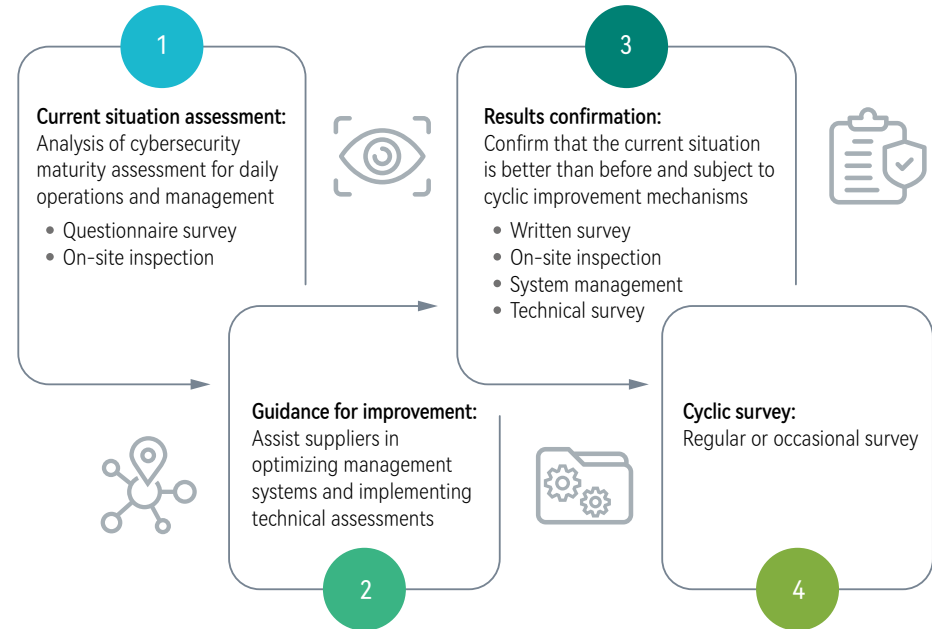 1
Current situation assessment:
Analysis of cybersecurity
maturity assessment for daily
operations and management
• Questionnaire survey
• On-site inspection
Guidance for improvement:
Assist suppliers in
optimizing management
systems and implementing
technical assessments
2
3
Results confirmation:
Confirm that the current situation
is better than before and subject to
cyclic improvement mechanisms
• Written survey
• On-site inspection
• System management
• Technical survey
Cyclic survey:
Regular or occasional survey
4